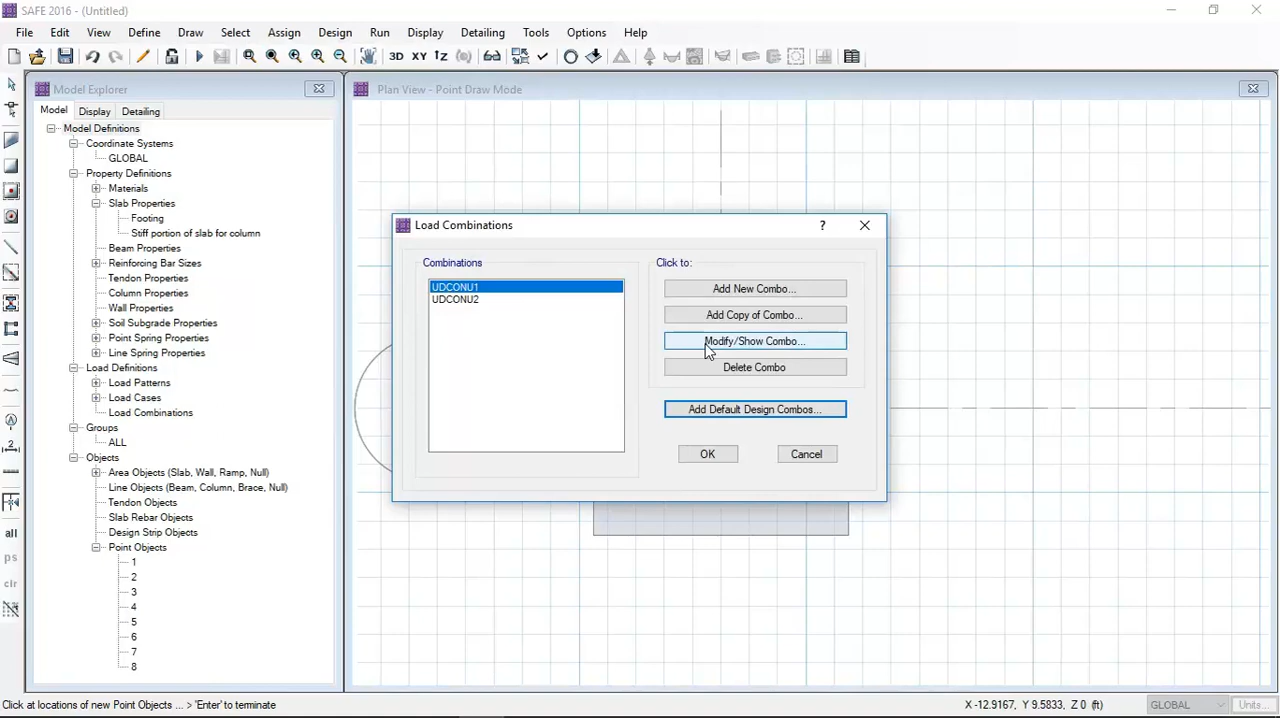 SAFE 2016 - (Untitled)
File Edit View Define Draw Select Assign Design Run Display Detailing Tools Options Help
3D XY
Model Explorer
Model Display Detailing
Model Definitions
Coordinate Systems
GLOBAL
Property Definitions
Materials
Slab Properties
Footing
Stiff portion of slab for column
Beam Properties
Reinforcing Bar Sizes
Tendon Properties
Column Properties
Wall Properties
Soil Subgrade Properties
Point Spring Properties
Line Spring Properties
Load Definitions
Load Patterns
Load Cases
Load Combinations
Groups
ALL
Objects
Area Objects (Slab, Wall, Ramp, Null)
Line Objects (Beam, Column, Brace, Null)
Tendon Objects
Slab Rebar Objects
Design Strip Objects
Point Objects
1
2
3
4
5
6
7
8
all
ps
clr
Plan View - Point Draw Mode
Load Combinations
?
Combinations
UDCONU1
UDCONU2
Click to:
Add New Combo...
Add Copy of Combo...
Modify/Show Combo...
Delete Combo
Add Default Design Combos...
OK
Cancel
Click at locations of new Point Objects ... > 'Enter' to terminate
X -12.9167, Y 9.5833, Z 0 (ft)
GLOBAL
Units...